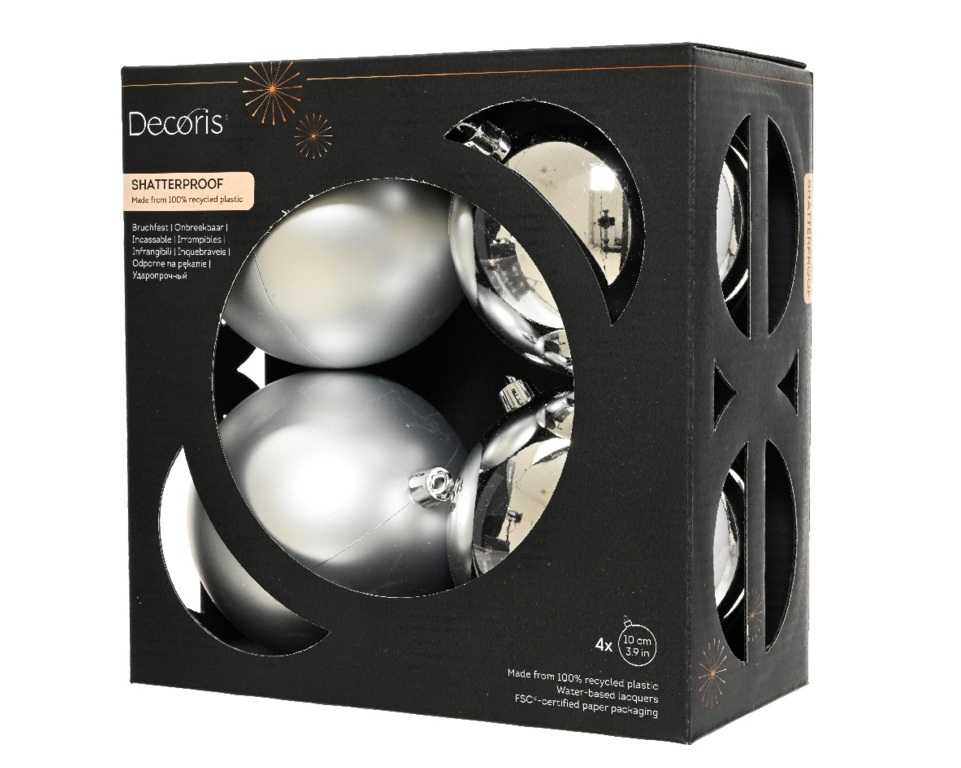 Decoris
SHATTERPROOF
Made from 100% recycled plastic
Bruchfest | Onbreekbaar |
Incassable | Irrompibles |
Infrangibili | Inquebraveis |
Odporne na pękanie |
Ударопрочный
SHATTERPROOF
4x
10 cm
3.9 in
Made from 100% recycled plastic
Water-based lacquers
FSC®-certified paper packaging